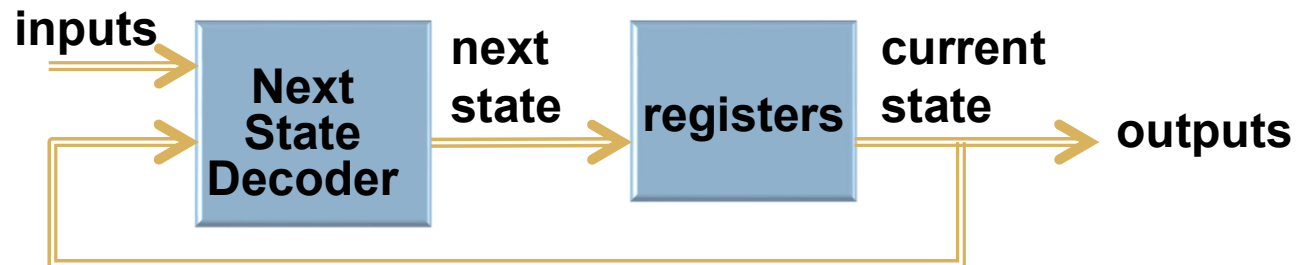 inputs
Next
State
Decoder
next
state
registers
current
state
outputs